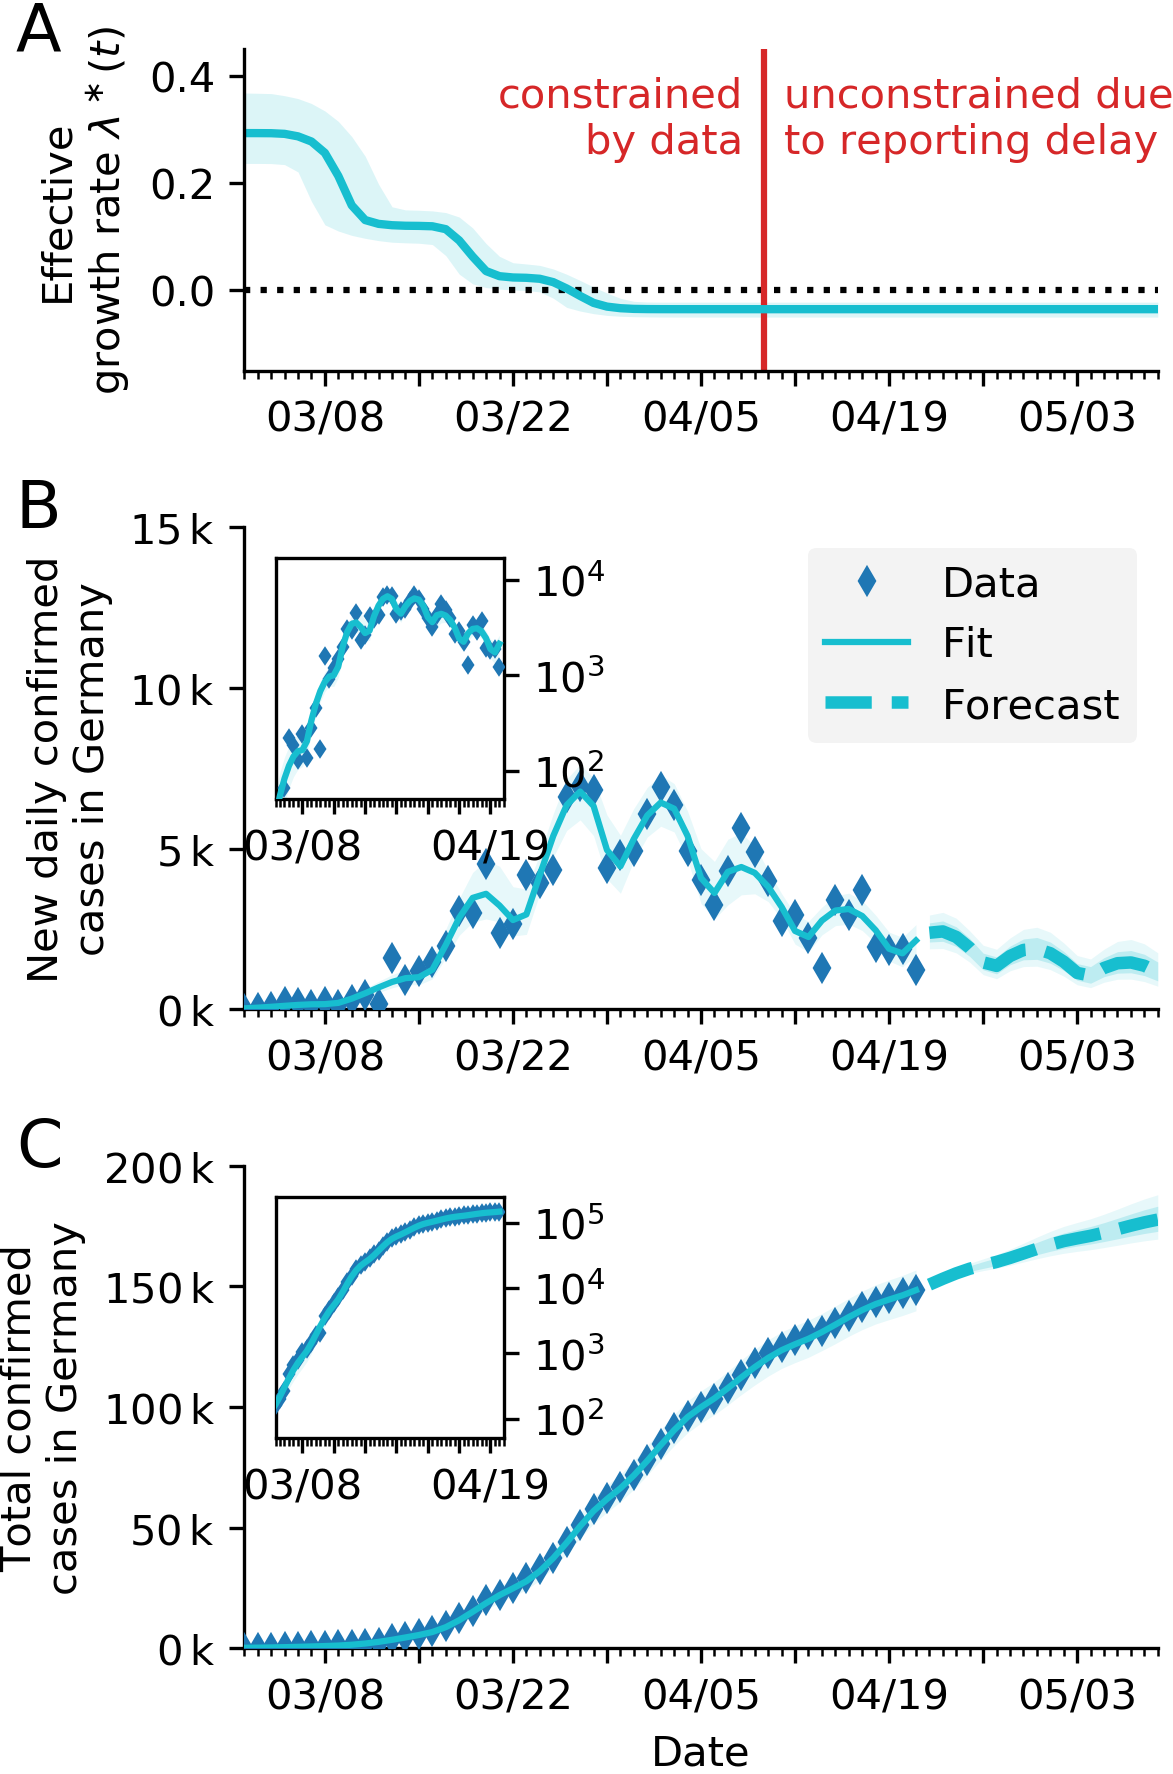 A
Effective
growth rate λ * (t)
0.4
0.2
0.0
constrained
by data
unconstrained due
to reporting delay
03/08
03/22
04/05
04/19
05/03
B
New daily confirmed
cases in Germany
15 k
10 k
5 k
0 k
10⁴
10³
10²
03/08
04/19
Data
Fit
Forecast
03/08
03/22
04/05
04/19
05/03
C
Total confirmed
cases in Germany
200 k
150 k
100 k
50 k
0 k
10⁵
10⁴
10³
10²
03/08
04/19
03/08
03/22
04/05
04/19
05/03
Date